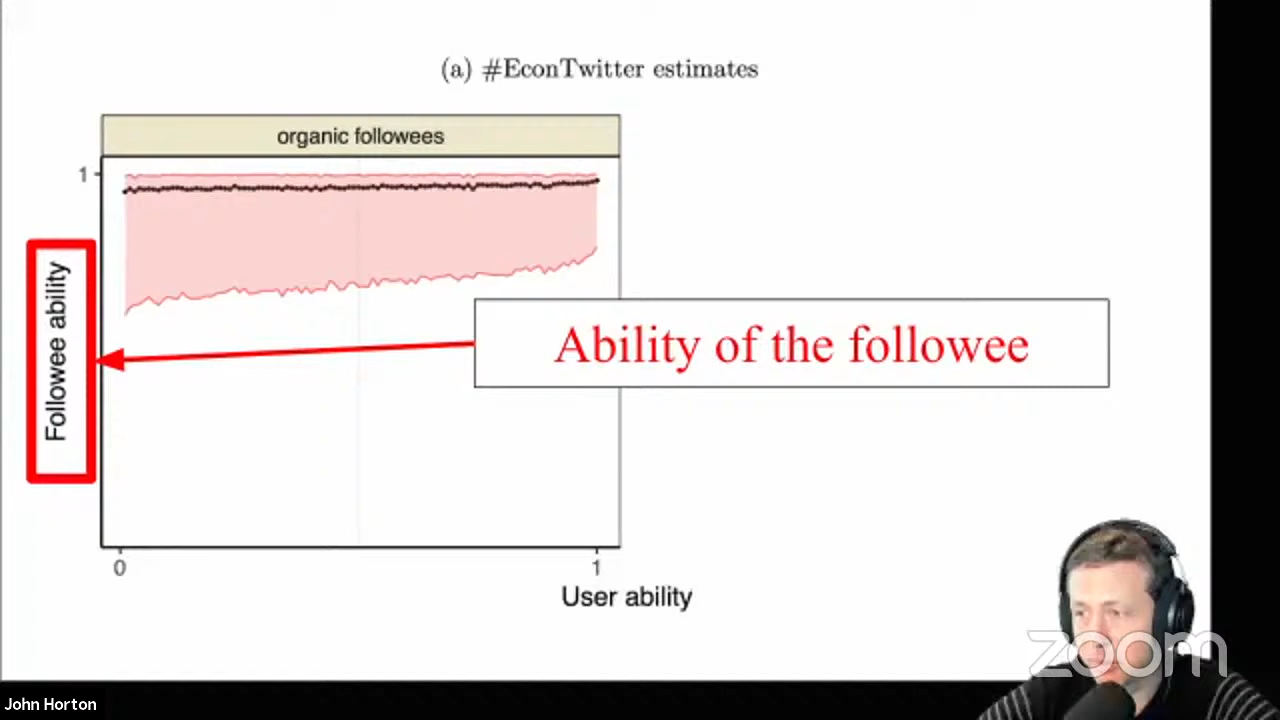 (a) #EconTwitter estimates
organic followees
1
Followee ability
Ability of the followee
0
1
User ability
zoom
John Horton